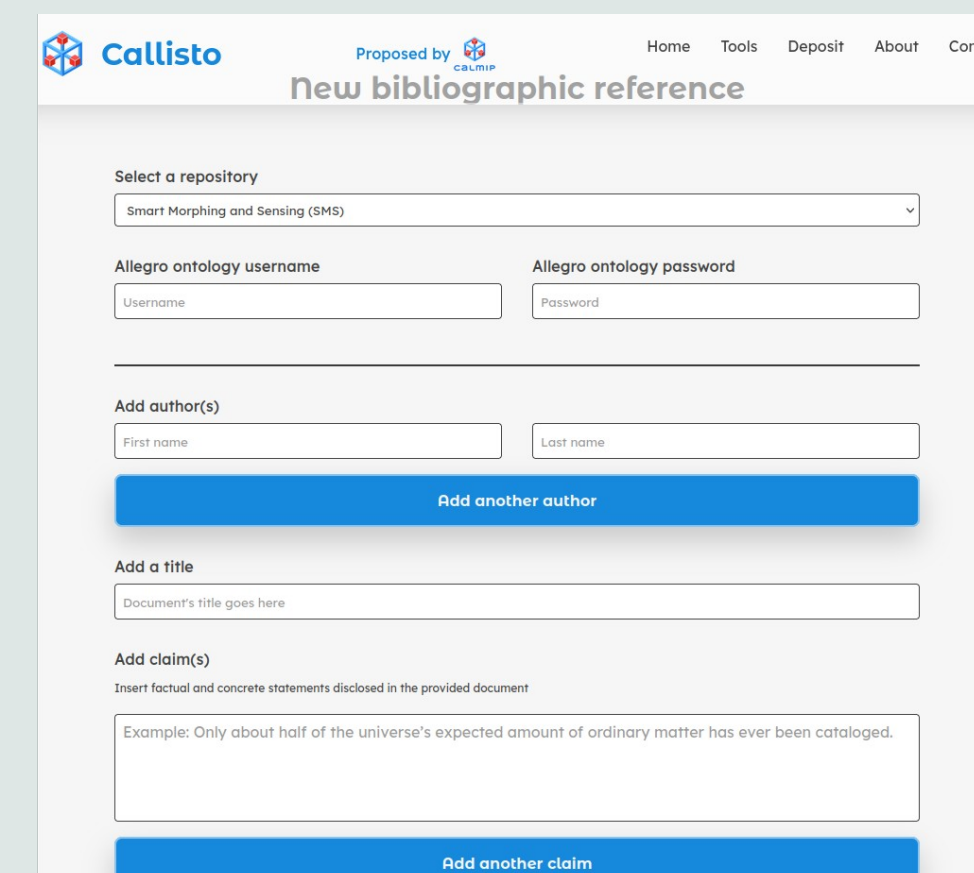 Callisto
Proposed by CALMIP
Home Tools Deposit About
New bibliographic reference
Select a repository
Smart Morphing and Sensing (SMS)
Allegro ontology username Allegro ontology password
Username Password
Add author(s)
First name Last name
Add another author
Add a title
Document's title goes here
Add claim(s)
Insert factual and concrete statements disclosed in the provided document
Example: Only about half of the universe’s expected amount of ordinary matter has ever been cataloged.
Add another claim